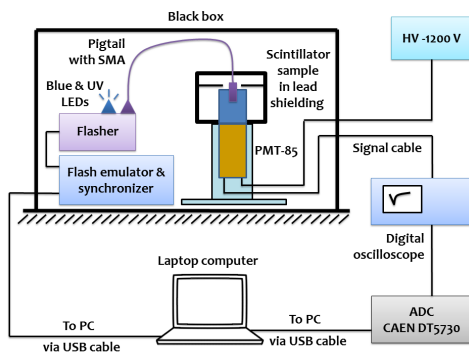 Black box
Pigtail
with SMA
Blue & UV
LEDs
Flasher
Flash emulator &
synchronizer
Scintillator
sample
in lead
shielding
PMT-85
HV -1200 V
Signal cable
Digital
oscilloscope
Laptop computer
To PC
via USB cable
To PC
via USB cable
ADC
CAEN DT5730